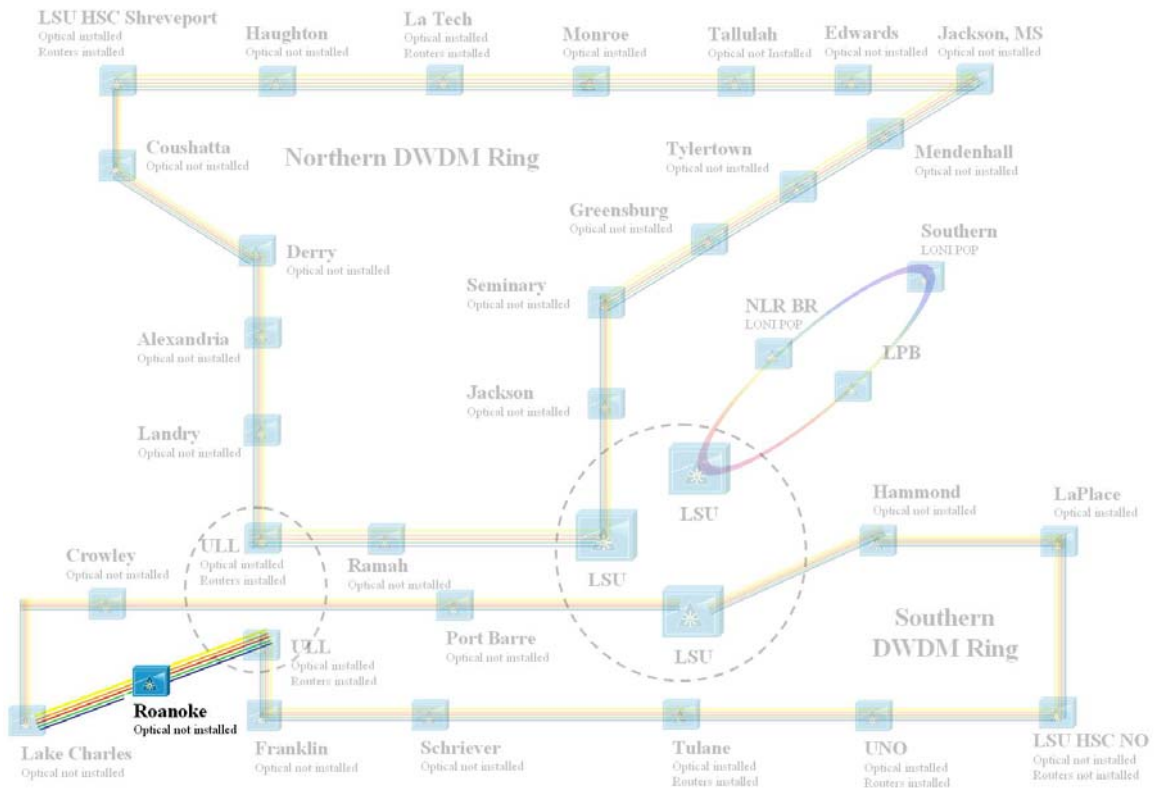 LSU HSC Shreveport
Optical installed
Routers installed
Haughton
Optical not installed
La Tech
Optical installed
Routers installed
Monroe
Optical not installed
Tallulah
Optical not Installed
Edwards
Optical not installed
Jackson, MS
Optical not installed
Coushatta
Optical not installed
Northern DWDM Ring
Tylertown
Optical not installed
Mendenhall
Optical not installed
Greensburg
Optical not installed
Southern
LONI POP
Derry
Optical not installed
Seminary
Optical not installed
NLR BR
LONI POP
Alexandria
Optical not installed
LPB
Jackson
Optical not installed
Landry
Optical not installed
LSU
Hammond
Optical not installed
LaPlace
Optical installed
Crowley
Optical not installed
ULL
Optical installed
Routers installed
Ramah
Optical not installed
LSU
Port Barre
Optical not installed
LSU
Southern
DWDM Ring
ULL
Optical installed
Routers installed
Roanoke
Optical not installed
Lake Charles
Optical not installed
Franklin
Optical not installed
Schriever
Optical not installed
Tulane
Optical installed
Routers installed
UNO
Optical installed
Routers installed
LSU HSC NO
Optical not installed
Routers not installed